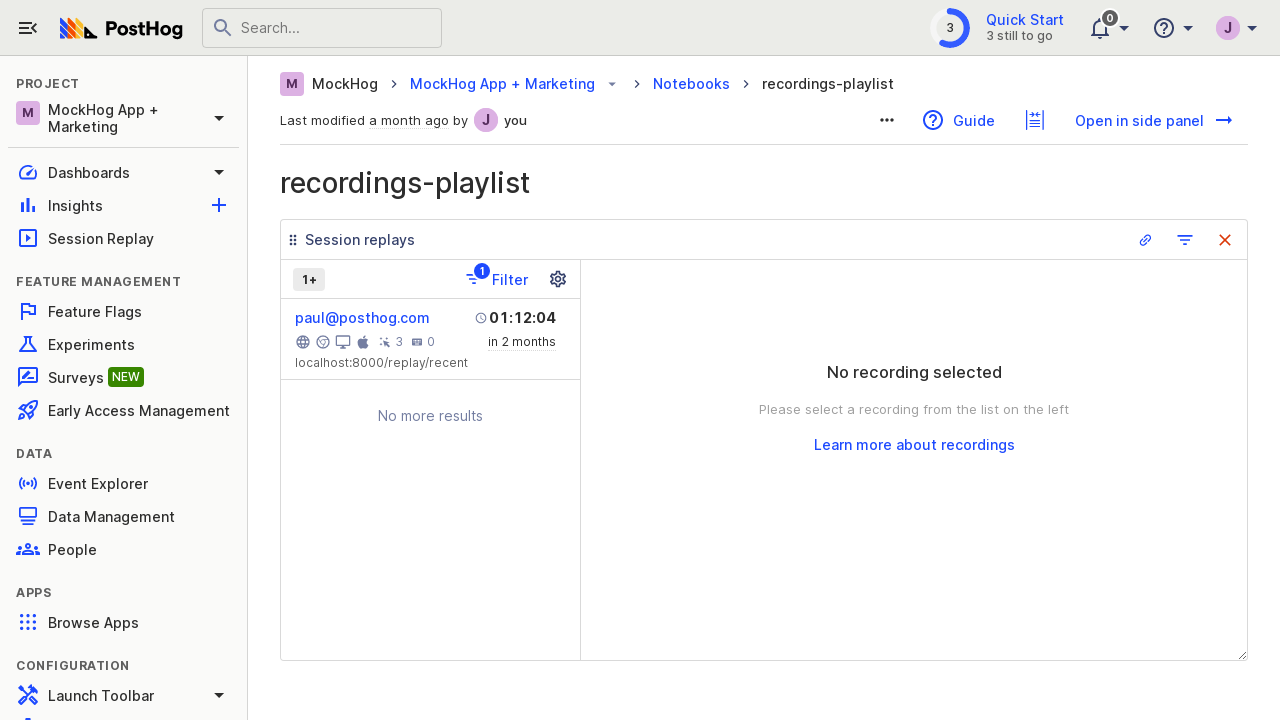 PostHog
Search...
3
Quick Start
3 still to go
0
J
PROJECT
M
MockHog App +
Marketing
Dashboards
Insights
Session Replay
FEATURE MANAGEMENT
Feature Flags
Experiments
Surveys NEW
Early Access Management
DATA
Event Explorer
Data Management
People
APPS
Browse Apps
CONFIGURATION
Launch Toolbar
M MockHog > MockHog App + Marketing > Notebooks > recordings-playlist
Last modified a month ago by J you
Guide
Open in side panel
recordings-playlist
Session replays
1+
1
Filter
paul@posthog.com
01:12:04
3
0
in 2 months
localhost:8000/replay/recent
No more results
No recording selected
Please select a recording from the list on the left
Learn more about recordings